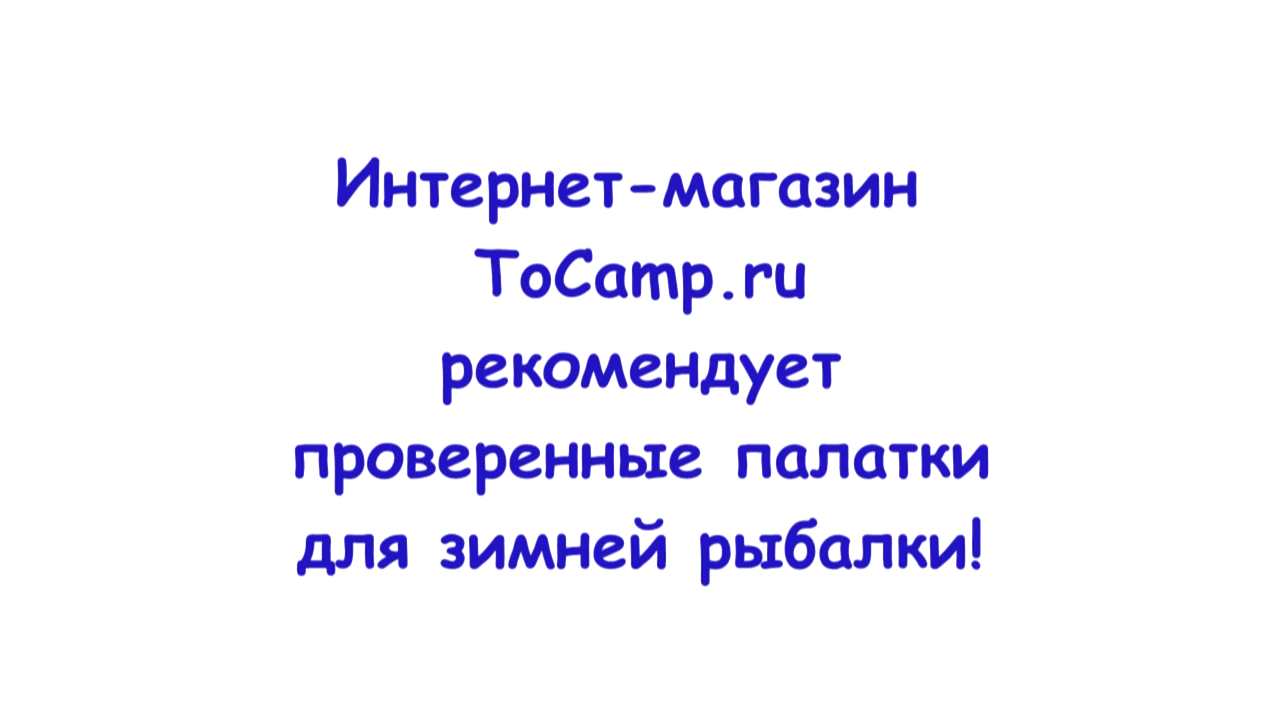 Интернет-магазин
ToCamp.ru
рекомендует
проверенные палатки
для зимней рыбалки!